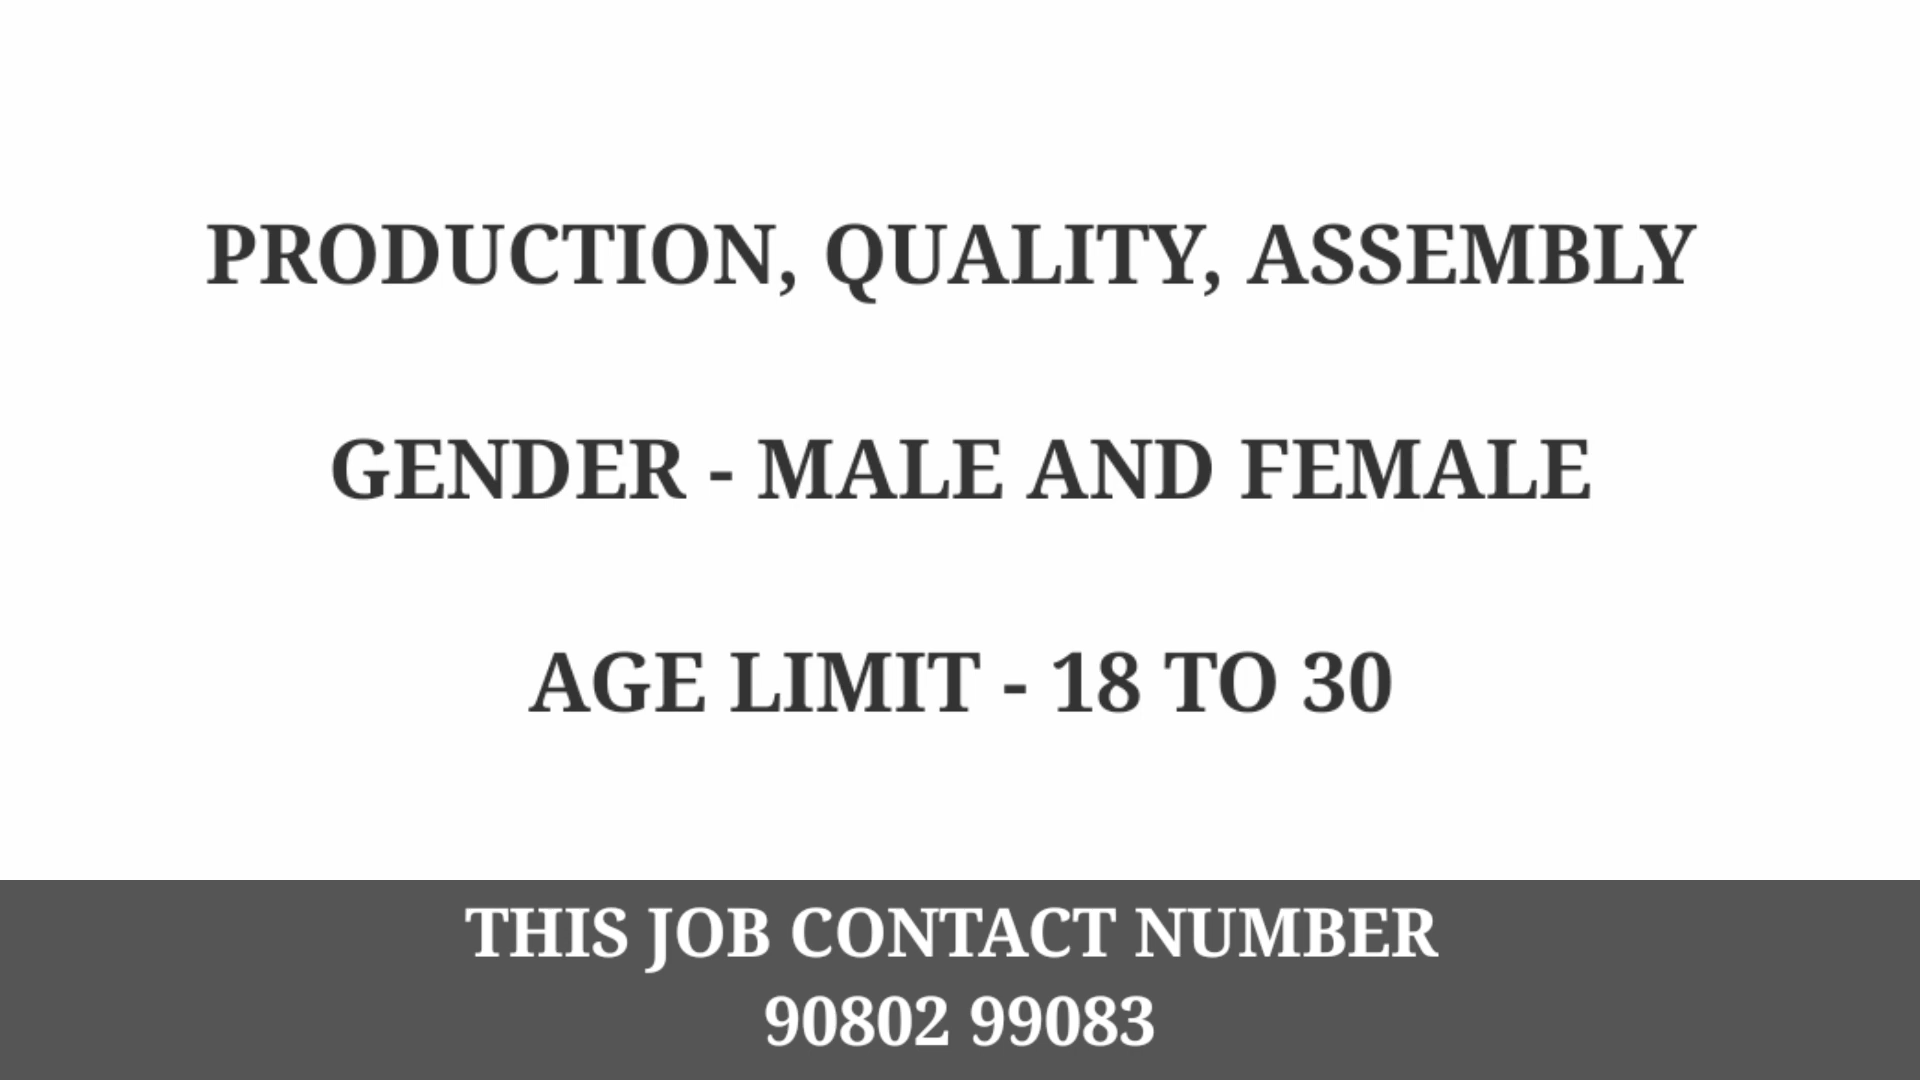 PRODUCTION, QUALITY, ASSEMBLY
GENDER - MALE AND FEMALE
AGE LIMIT - 18 TO 30
THIS JOB CONTACT NUMBER
90802 99083